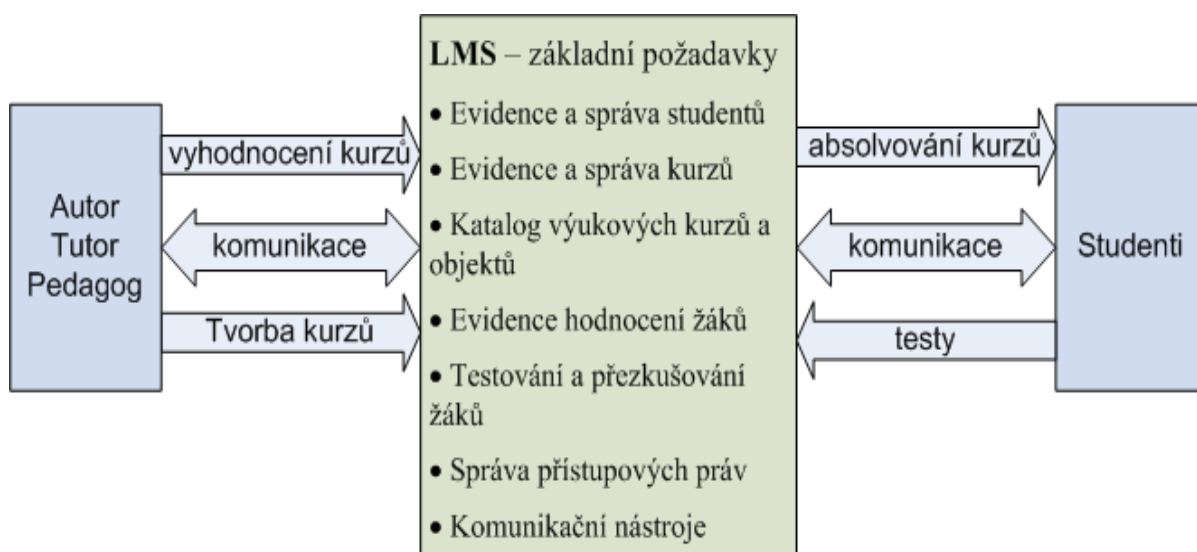 Autor
Tutor
Pedagog
vyhodnocení kurzů
komunikace
Tvorba kurzů
LMS – základní požadavky
• Evidence a správa studentů
• Evidence a správa kurzů
• Katalog výukových kurzů a
objektů
• Evidence hodnocení žáků
• Testování a přezkušování
žáků
• Správa přístupových práv
• Komunikační nástroje
absolvování kurzů
komunikace
testy
Studenti